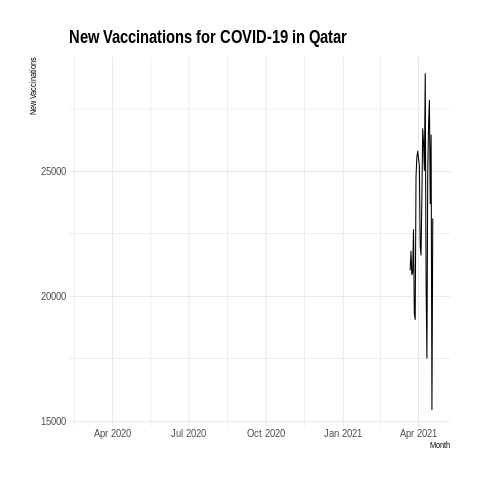 New Vaccinations for COVID-19 in Qatar
New Vaccinations
25000
20000
15000
Apr 2020 Jul 2020 Oct 2020 Jan 2021 Apr 2021
Month